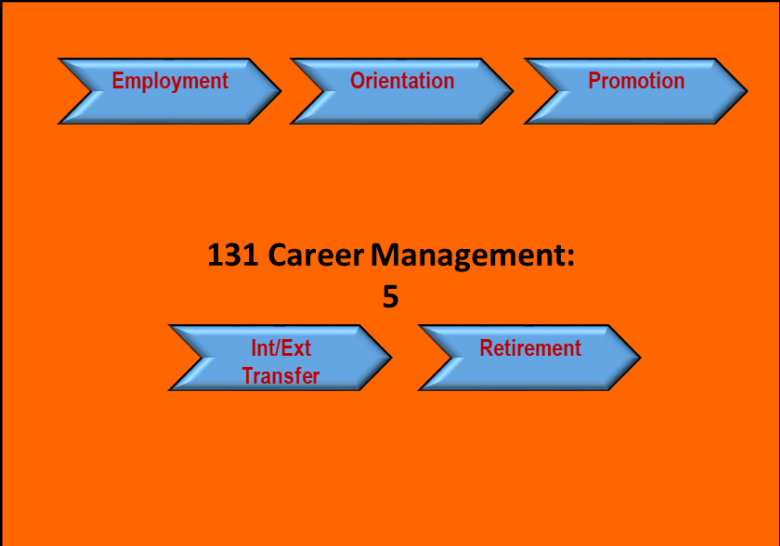 Employment
Orientation
Promotion
131 Career Management:
5
Int/Ext
Transfer
Retirement